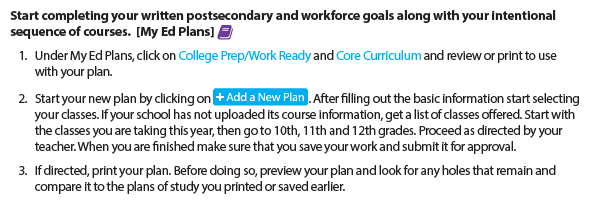 Start completing your written postsecondary and workforce goals along with your intentional
sequence of courses. [My Ed Plans]
1. Under My Ed Plans, click on College Prep/Work Ready and Core Curriculum and review or print to use
with your plan.
2. Start your new plan by clicking on + Add a New Plan . After filling out the basic information start selecting
your classes. If your school has not uploaded its course information, get a list of classes offered. Start with
the classes you are taking this year, then go to 10th, 11th and 12th grades. Proceed as directed by your
teacher. When you are finished make sure that you save your work and submit it for approval.
3. If directed, print your plan. Before doing so, preview your plan and look for any holes that remain and
compare it to the plans of study you printed or saved earlier.